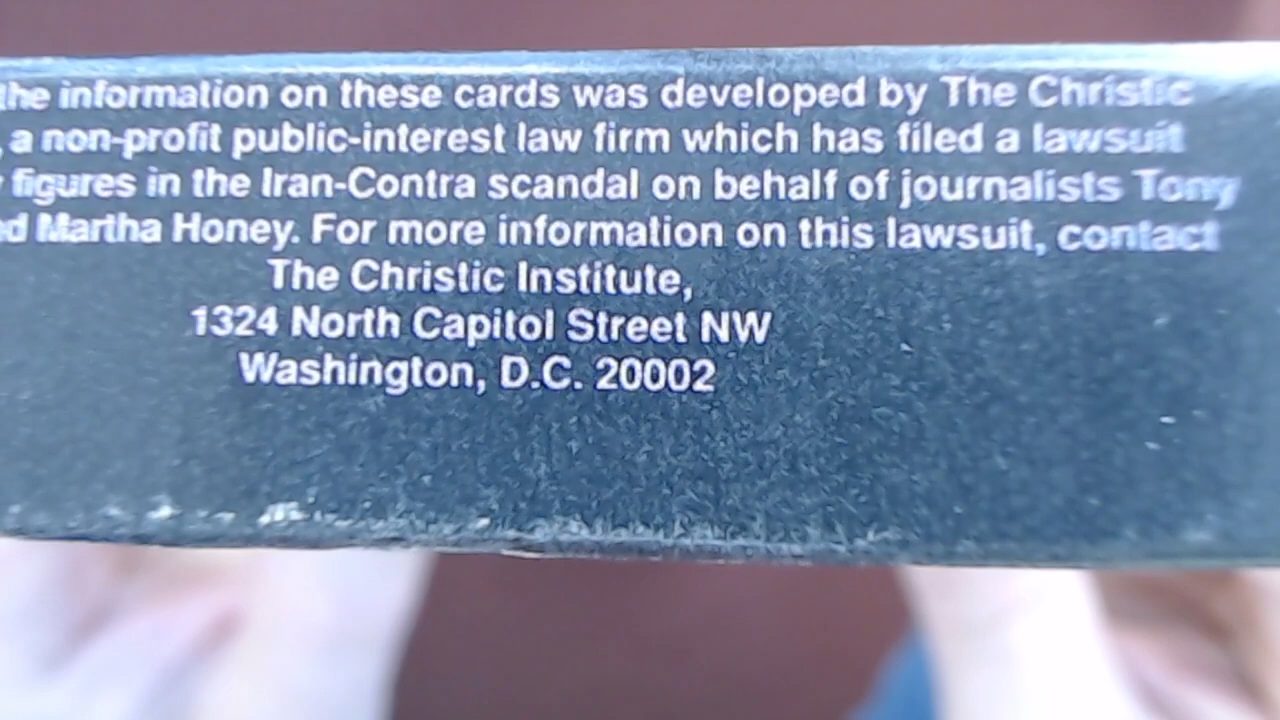 the information on these cards was developed by The Christic
, a non-profit public-interest law firm which has filed a lawsuit
figures in the Iran-Contra scandal on behalf of journalists Tony
Martha Honey. For more information on this lawsuit, contact
The Christic Institute,
1324 North Capitol Street NW
Washington, D.C. 20002